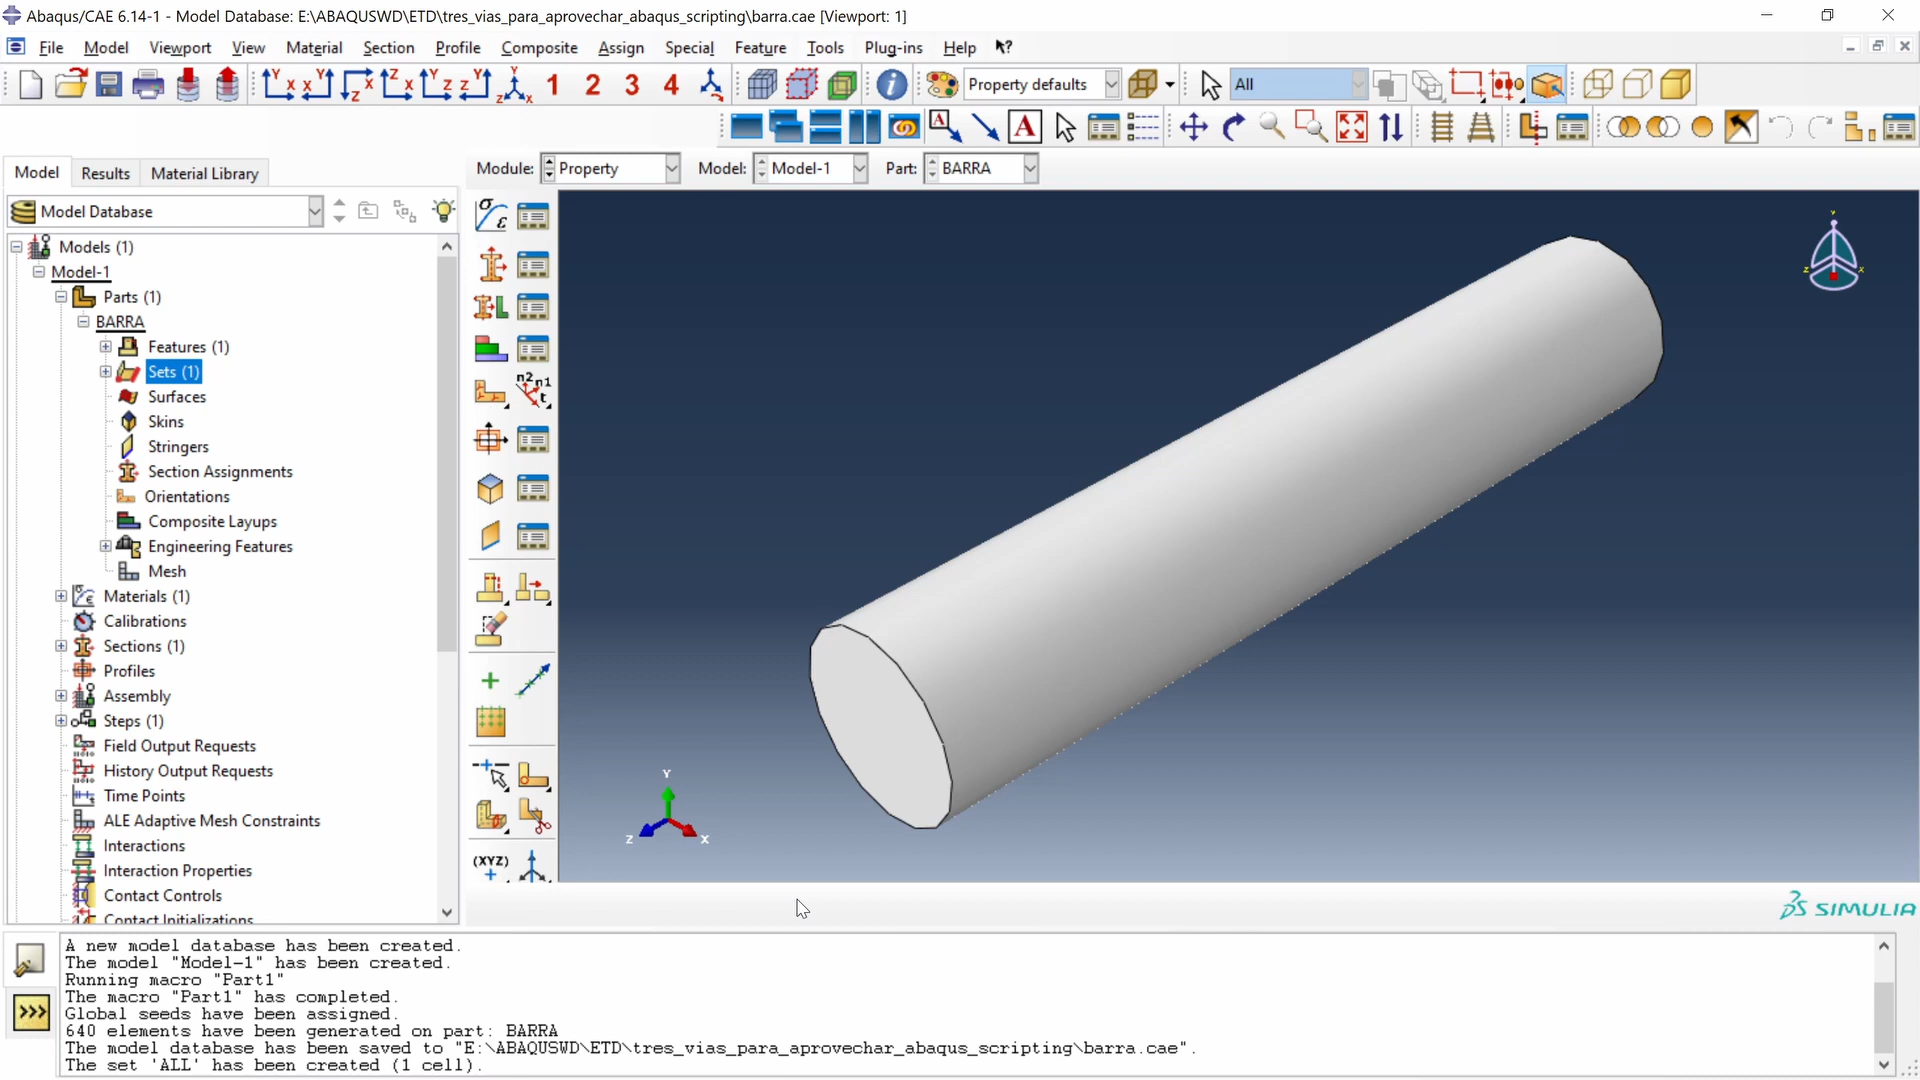 Abaqus/CAE 6.14-1 - Model Database: E:\ABAQUSWD\ETD\tres_vias_para_aprovechar_abaqus_scripting\barra.cae [Viewport: 1]
File Model Viewport View Material Section Profile Composite Assign Special Feature Tools Plug-ins Help
1 2 3 4 Property defaults All
Model Results Material Library
Module: Property Model: Model-1 Part: BARRA
Model Database
Models (1)
Model-1
Parts (1)
BARRA
Features (1)
Sets (1)
Surfaces
Skins
Stringers
Section Assignments
Orientations
Composite Layups
Engineering Features
Mesh
Materials (1)
Calibrations
Sections (1)
Profiles
Assembly
Steps (1)
Field Output Requests
History Output Requests
Time Points
ALE Adaptive Mesh Constraints
Interactions
Interaction Properties
Contact Controls
Contact Initializations
(XYZ)
Y
Z
X
SIMULIA
A new model database has been created.
The model "Model-1" has been created.
Running macro "Part1"
The macro "Part1" has completed.
Global seeds have been assigned.
640 elements have been generated on part: BARRA
The model database has been saved to "E:\ABAQUSWD\ETD\tres_vias_para_aprovechar_abaqus_scripting\barra.cae".
The set 'ALL' has been created (1 cell).